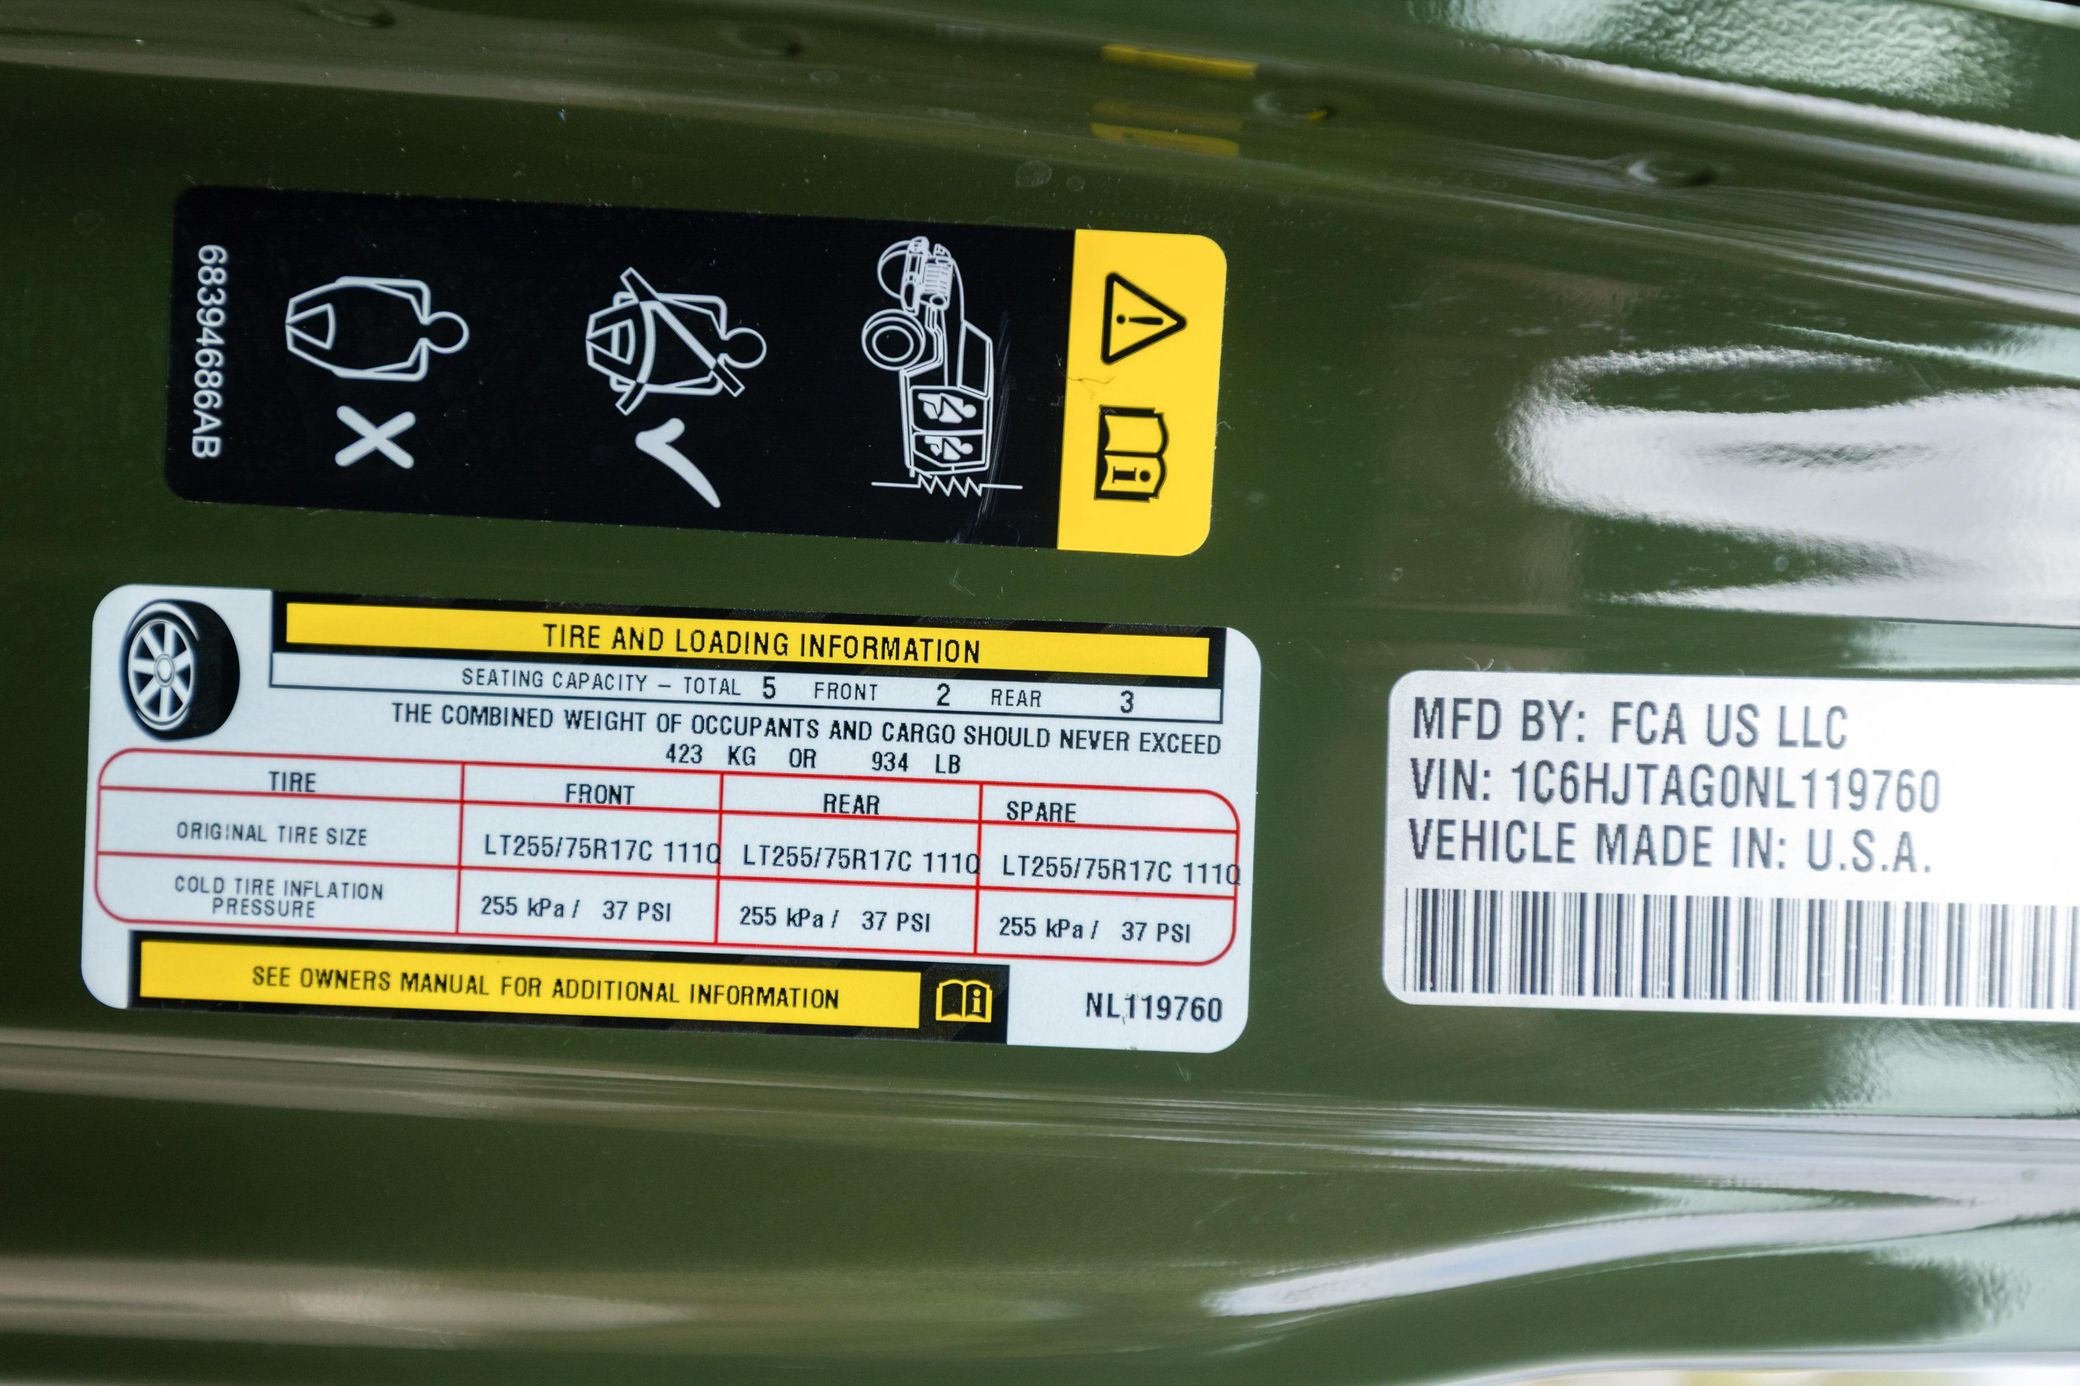 68394686AB
TIRE AND LOADING INFORMATION
SEATING CAPACITY – TOTAL 5 FRONT 2 REAR 3
THE COMBINED WEIGHT OF OCCUPANTS AND CARGO SHOULD NEVER EXCEED
423 KG OR 934 LB
TIRE FRONT REAR SPARE
ORIGINAL TIRE SIZE LT255/75R17C 111Q LT255/75R17C 111Q LT255/75R17C 111Q
COLD TIRE INFLATION
PRESSURE 255 kPa / 37 PSI 255 kPa / 37 PSI 255 kPa / 37 PSI
SEE OWNERS MANUAL FOR ADDITIONAL INFORMATION
NL119760
MFD BY: FCA US LLC
VIN: 1C6HJTAG0NL119760
VEHICLE MADE IN: U.S.A.